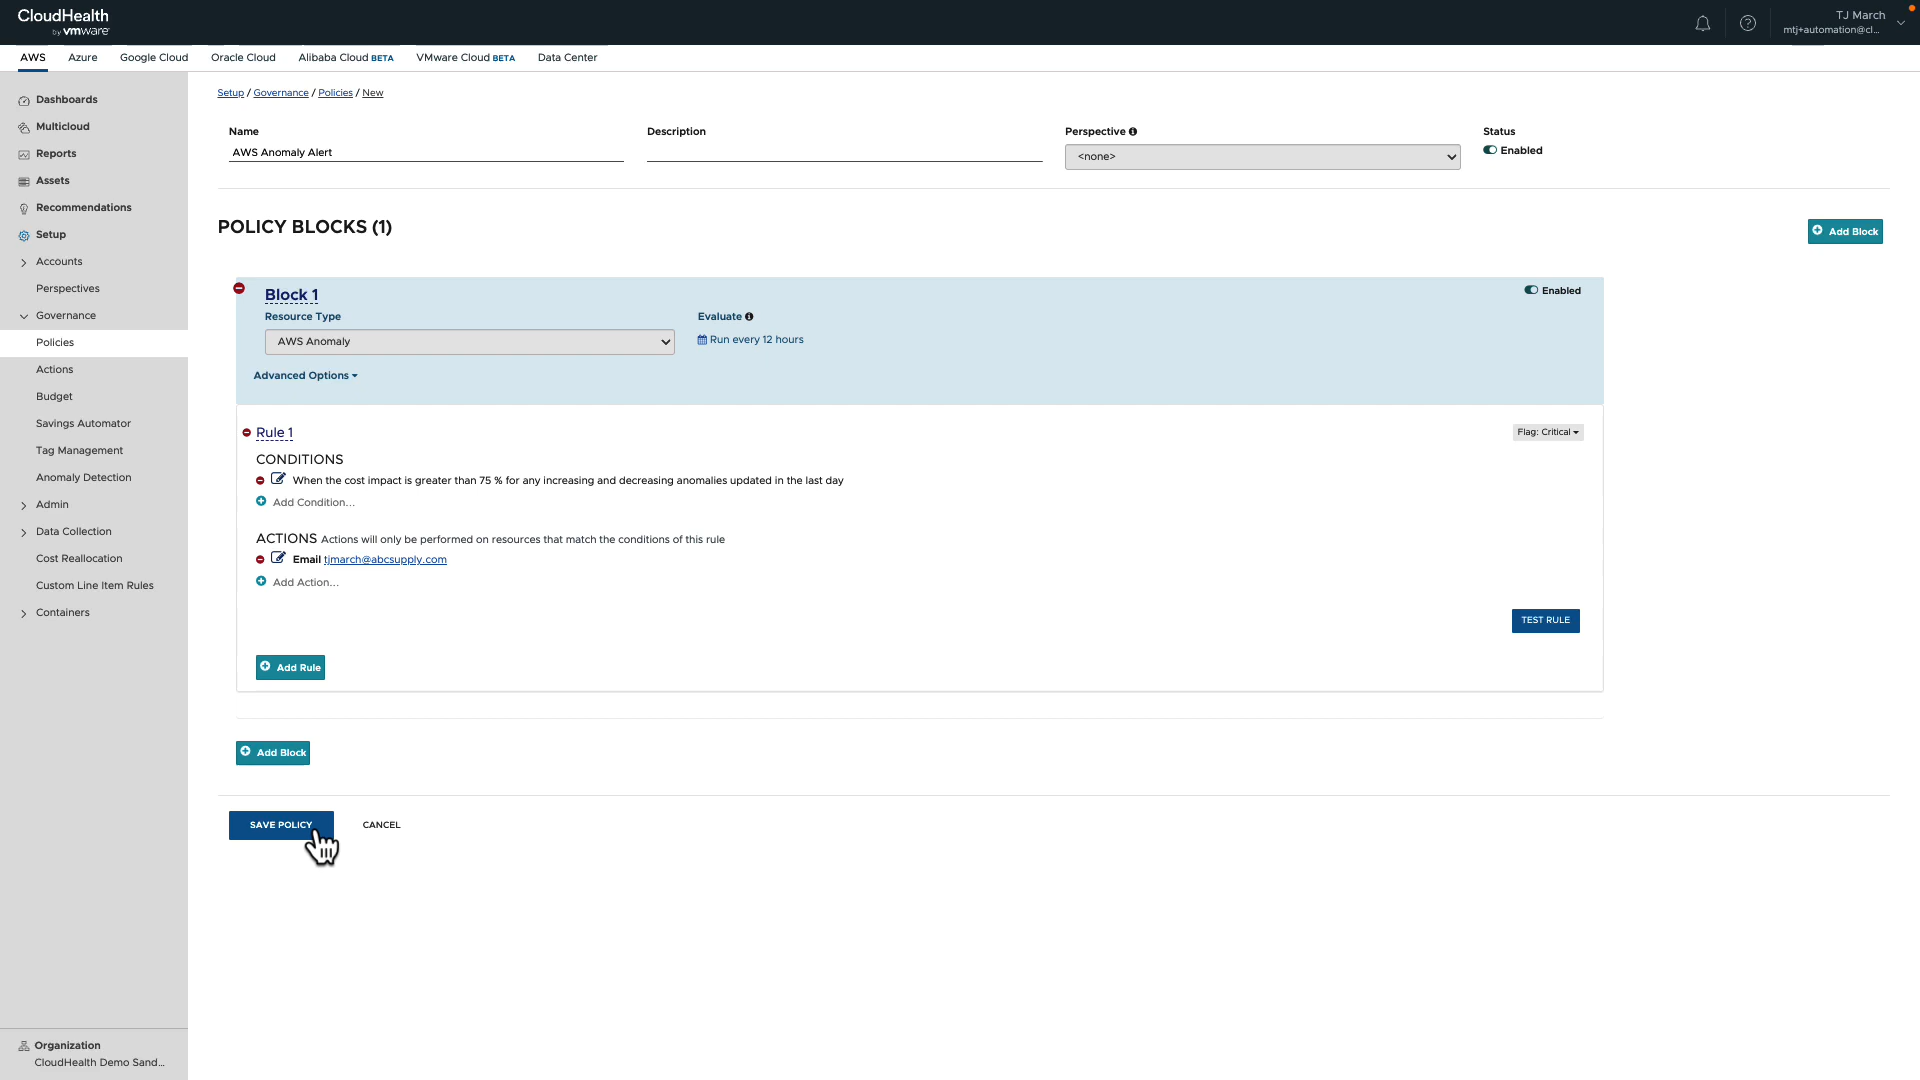 CloudHealth
by vmware
TJ March
mtj+automation@cl...
AWS
Azure
Google Cloud
Oracle Cloud
Alibaba Cloud BETA
VMware Cloud BETA
Data Center
Dashboards
Multicloud
Reports
Assets
Recommendations
Setup
Accounts
Perspectives
Governance
Policies
Actions
Budget
Savings Automator
Tag Management
Anomaly Detection
Admin
Data Collection
Cost Reallocation
Custom Line Item Rules
Containers
Organization
CloudHealth Demo Sand...
Setup / Governance / Policies / New
Name
AWS Anomaly Alert
Description
Perspective
<none>
Status
Enabled
POLICY BLOCKS (1)
Add Block
Block 1
Enabled
Resource Type
AWS Anomaly
Evaluate
Run every 12 hours
Advanced Options
Rule 1
Flag: Critical
CONDITIONS
When the cost impact is greater than 75 % for any increasing and decreasing anomalies updated in the last day
Add Condition...
ACTIONS Actions will only be performed on resources that match the conditions of this rule
Email tjmarch@abcsupply.com
Add Action...
TEST RULE
Add Rule
Add Block
SAVE POLICY
CANCEL